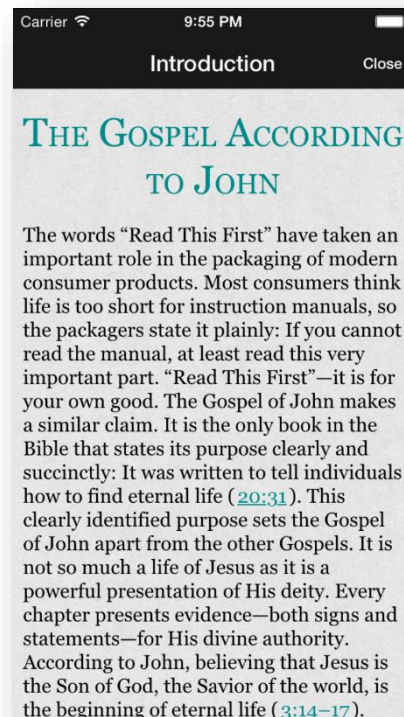 Carrier 9:55 PM
Introduction Close
THE GOSPEL ACCORDING
TO JOHN
The words “Read This First” have taken an
important role in the packaging of modern
consumer products. Most consumers think
life is too short for instruction manuals, so
the packagers state it plainly: If you cannot
read the manual, at least read this very
important part. “Read This First”—it is for
your own good. The Gospel of John makes
a similar claim. It is the only book in the
Bible that states its purpose clearly and
succinctly: It was written to tell individuals
how to find eternal life (20:31). This
clearly identified purpose sets the Gospel
of John apart from the other Gospels. It is
not so much a life of Jesus as it is a
powerful presentation of His deity. Every
chapter presents evidence—both signs and
statements—for His divine authority.
According to John, believing that Jesus is
the Son of God, the Savior of the world, is
the beginning of eternal life (3:14–17).